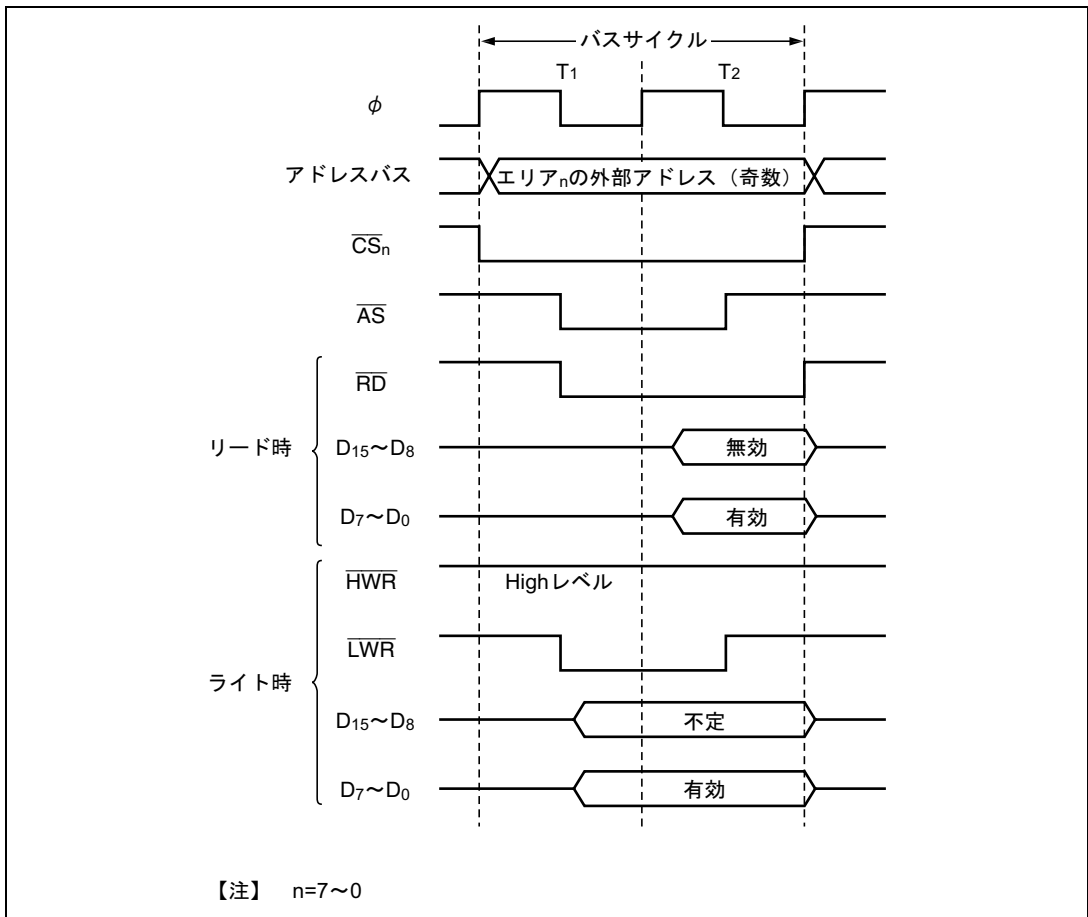 バスサイクル
T1 T2
φ
アドレスバス エリアnの外部アドレス（奇数）
CSn
AS
リード時
RD
D15～D8 無効
D7～D0 有効
ライト時
HWR Highレベル
LWR
D15～D8 不定
D7～D0 有効
【注】 n=7～0